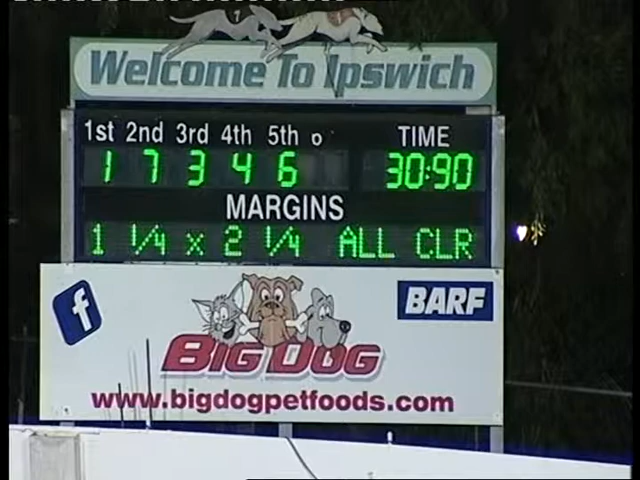 Welcome To Ipswich
1st 2nd 3rd 4th 5th o TIME
1 7 3 4 6 30:90
MARGINS
1 1/4 x 2 1/4 ALL CLR
f BARF
BIG DOG
www.bigdogpetfoods.com